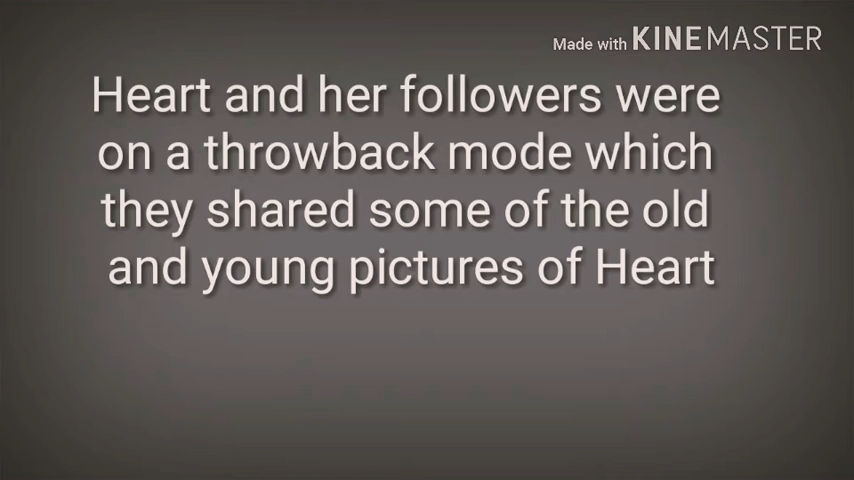 Made with KINEMASTER
Heart and her followers were
on a throwback mode which
they shared some of the old
and young pictures of Heart